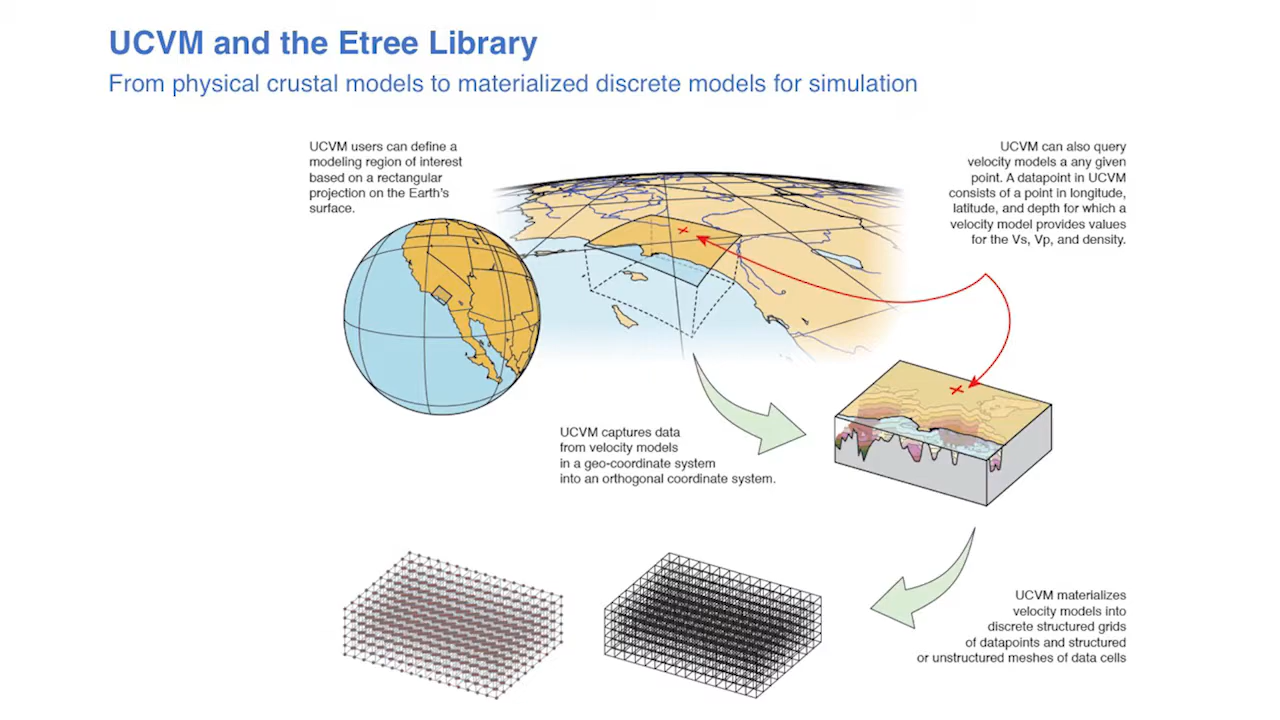 UCVM and the Etree Library
From physical crustal models to materialized discrete models for simulation
UCVM users can define a
modeling region of interest
based on a rectangular
projection on the Earth's
surface.
UCVM can also query
velocity models a any given
point. A datapoint in UCVM
consists of a point in longitude,
latitude, and depth for which a
velocity model provides values
for the Vs, Vp, and density.
UCVM captures data
from velocity models
in a geo-coordinate system
into an orthogonal coordinate system.
UCVM materializes
velocity models into
discrete structured grids
of datapoints and structured
or unstructured meshes of data cells